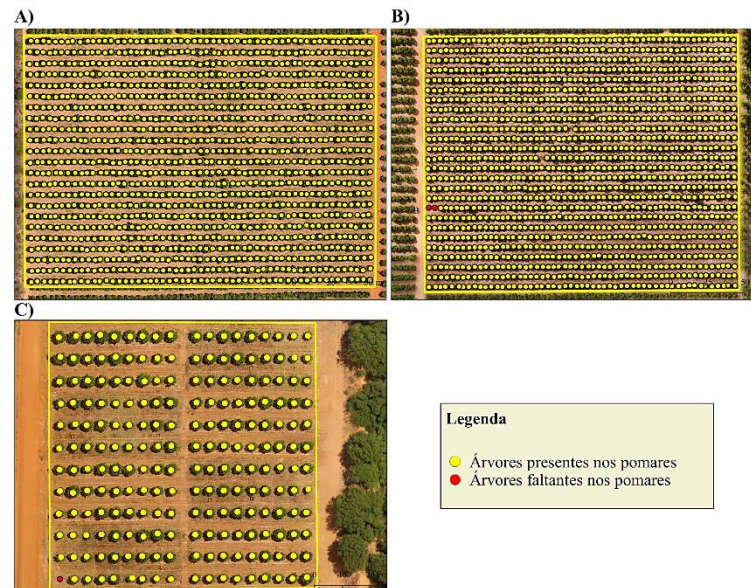 A)
B)
C)
Legenda
Árvores presentes nos pomares
Árvores faltantes nos pomares